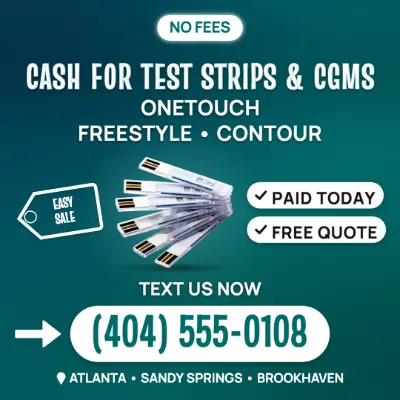 NO FEES
CASH FOR TEST STRIPS & CGMS
ONETOUCH
FREESTYLE • CONTOUR
EASY
SALE
PAID TODAY
FREE QUOTE
TEXT US NOW
(404) 555-0108
ATLANTA • SANDY SPRINGS • BROOKHAVEN